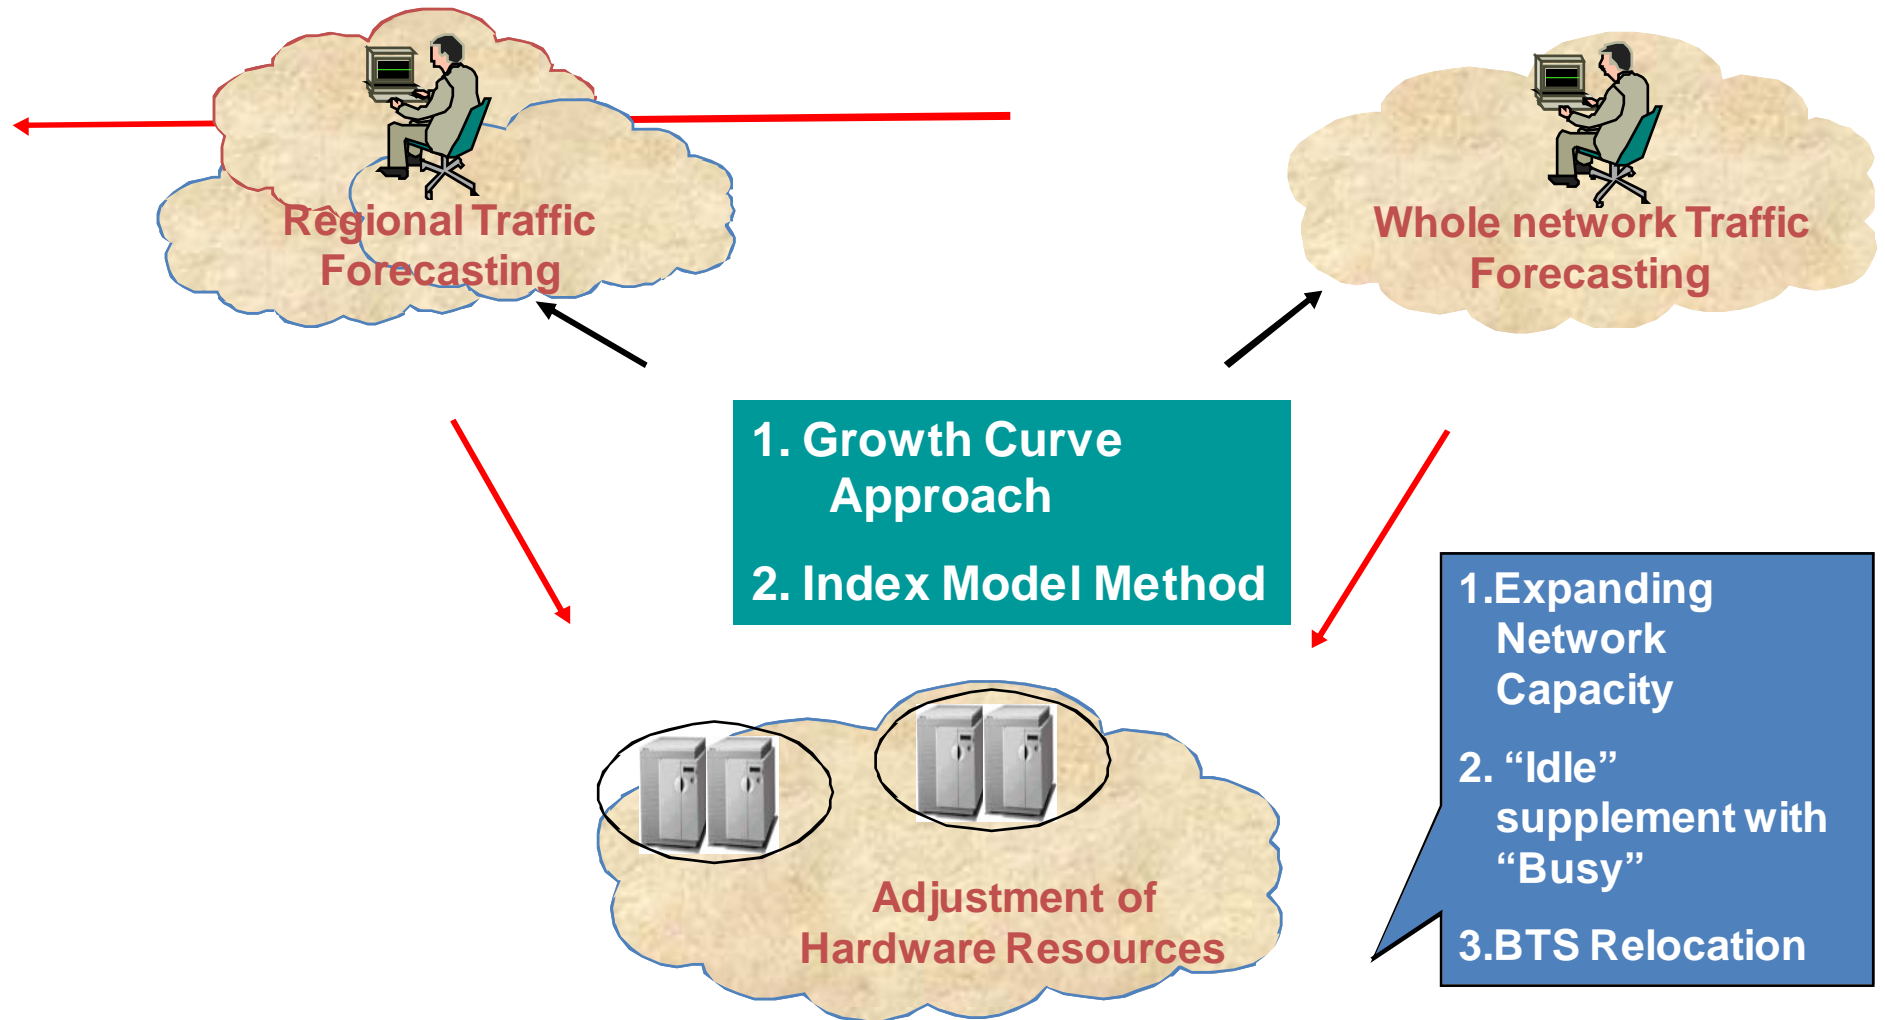 Regional Traffic
Forecasting
Whole network Traffic
Forecasting
1. Growth Curve
Approach
2. Index Model Method
1.Expanding
Network
Capacity
2. “Idle”
supplement with
“Busy”
3.BTS Relocation
Adjustment of
Hardware Resources